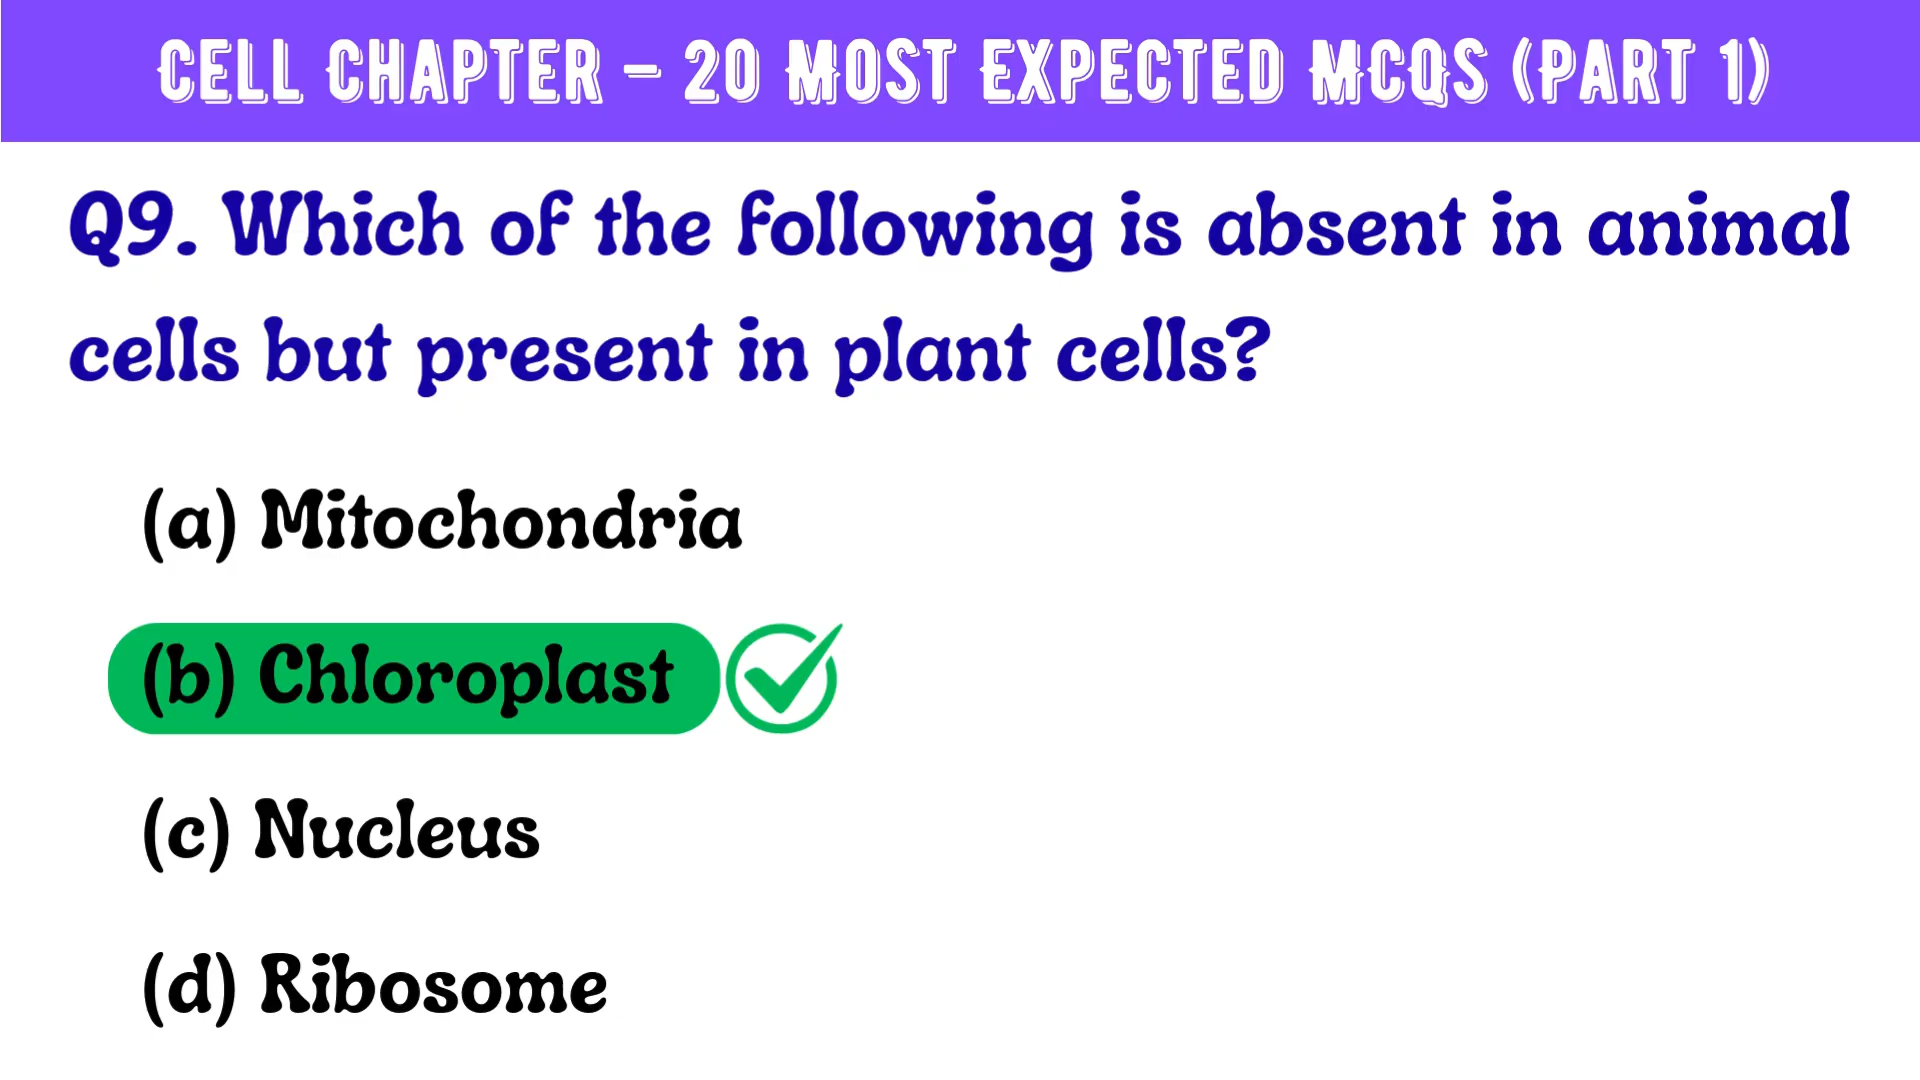 Cell Chapter – 20 Most Expected MCQs (Part 1)
Q9. Which of the following is absent in animal
cells but present in plant cells?
(a) Mitochondria
(b) Chloroplast
(c) Nucleus
(d) Ribosome